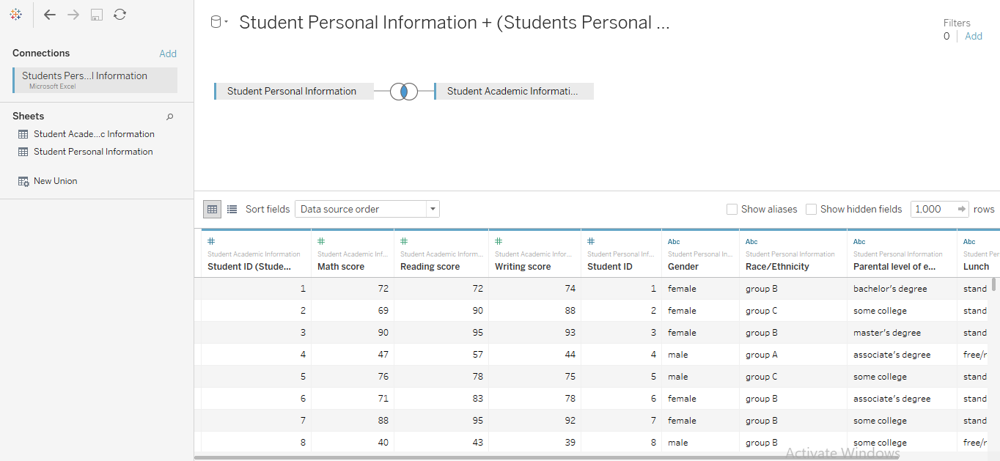 Student Personal Information + (Students Personal ...
Filters
0 Add
Connections Add
Students Pers...l Information
Microsoft Excel
Student Personal Information
Student Academic Informati...
Sheets
Student Acade...c Information
Student Personal Information
New Union
Sort fields Data source order Show aliases Show hidden fields 1,000 rows
# # # # # Abc Abc Abc Abc
Student Academic Information Student Academic Inf... Student Academic Inform... Student Academic Infor... Student Personal Inf... Student Personal In... Student Personal Information Student Personal Information Student Per
Student ID (Stude... Math score Reading score Writing score Student ID Gender Race/Ethnicity Parental level of e... Lunch
1 72 72 74 1 female group B bachelor's degree stand
2 69 90 88 2 female group C some college stand
3 90 95 93 3 female group B master's degree stand
4 47 57 44 4 male group A associate's degree free/r
5 76 78 75 5 male group C some college stand
6 71 83 78 6 female group B associate's degree stand
7 88 95 92 7 female group B some college stand
8 40 43 39 8 male group B some college free/r
Activate Windows